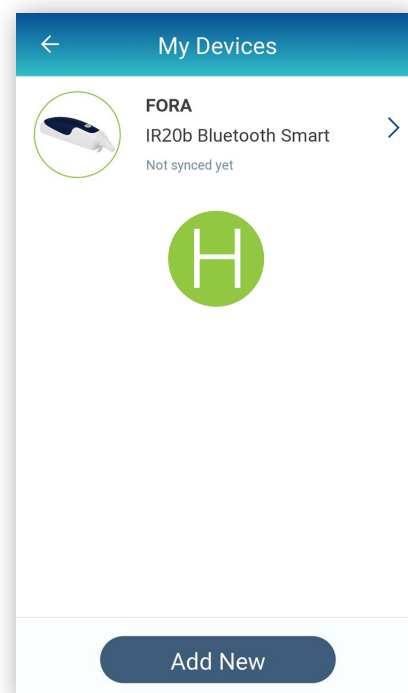 My Devices
FORA
IR20b Bluetooth Smart
Not synced yet
H
Add New